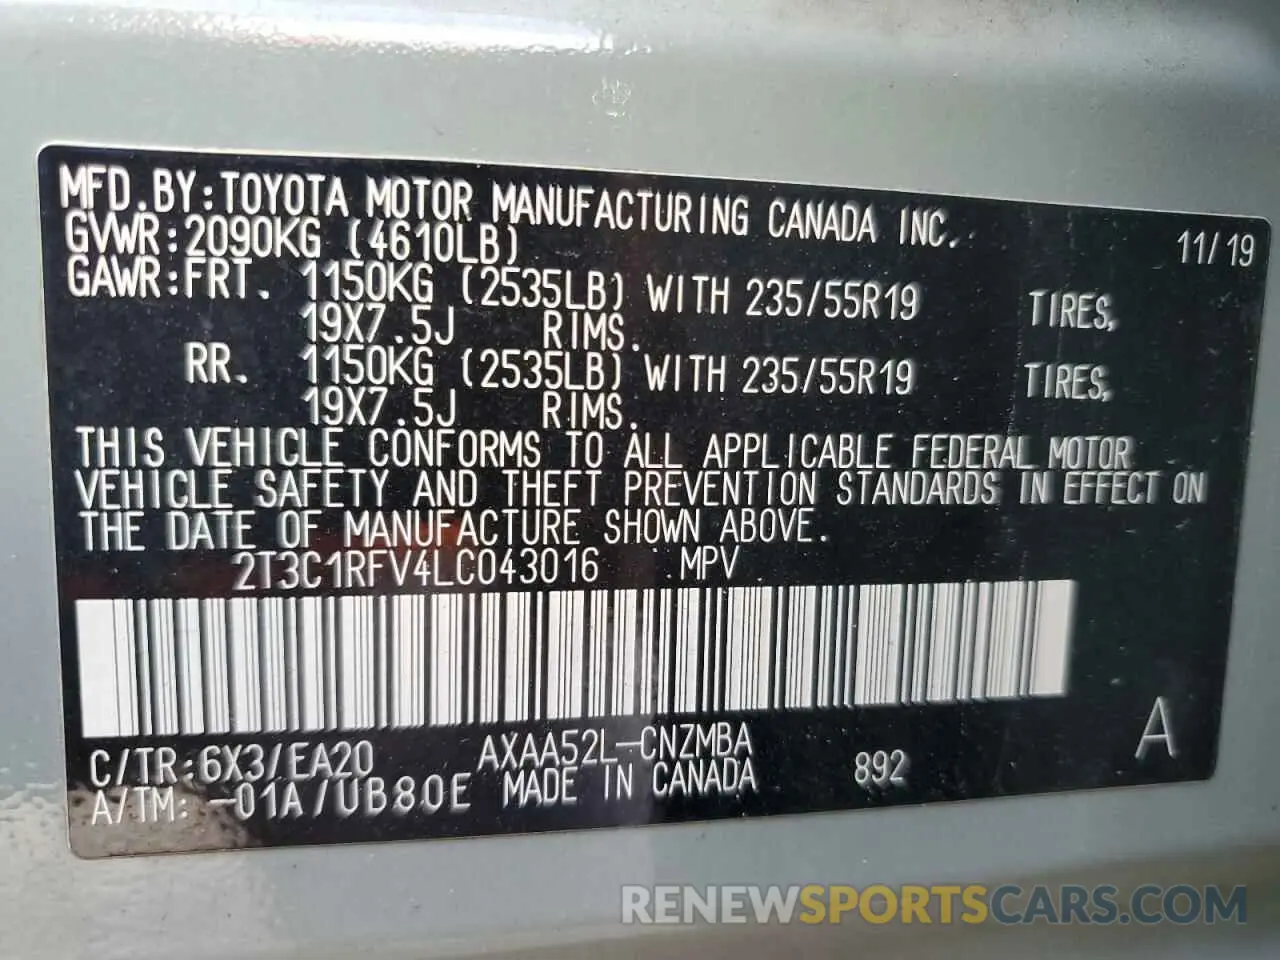 MFD.BY:TOYOTA MOTOR MANUFACTURING CANADA INC.
11/19
GVWR:2090KG (4610LB)
GAWR:FRT. 1150KG (2535LB) WITH 235/55R19 TIRES,
19X7.5J RIMS.
RR. 1150KG (2535LB) WITH 235/55R19 TIRES,
19X7.5J RIMS.
THIS VEHICLE CONFORMS TO ALL APPLICABLE FEDERAL MOTOR
VEHICLE SAFETY AND THEFT PREVENTION STANDARDS IN EFFECT ON
THE DATE OF MANUFACTURE SHOWN ABOVE.
2T3C1RFV4LC043016 MPV
C/TR:6X3/EA20 AXAA52L-CNZMBA
A/TM: -01A/UB80E MADE IN CANADA 892
A
RENEWSPORTSCARS.COM